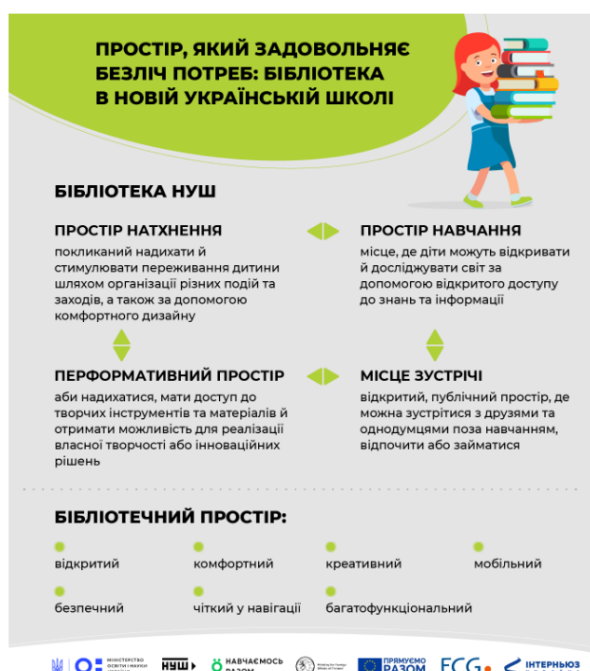 ПРОСТІР, ЯКИЙ ЗАДОВОЛЬНЯЄ
БЕЗЛІЧ ПОТРЕБ: БІБЛІОТЕКА
В НОВІЙ УКРАЇНСЬКІЙ ШКОЛІ
БІБЛІОТЕКА НУШ
ПРОСТІР НАТХНЕННЯ
покликаний надихати й
стимулювати переживання дитини
шляхом організації різних подій та
заходів, а також за допомогою
комфортного дизайну
ПРОСТІР НАВЧАННЯ
місце, де діти можуть відкривати
й досліджувати світ за
допомогою відкритого доступу
до знань та інформації
ПЕРФОРМАТИВНИЙ ПРОСТІР
аби надихатися, мати доступ до
творчих інструментів та матеріалів й
отримати можливість для реалізації
власної творчості або інноваційних
рішень
МІСЦЕ ЗУСТРІЧІ
відкритий, публічний простір, де
можна зустрітися з друзями та
однодумцями поза навчанням,
відпочити або займатися
БІБЛІОТЕЧНИЙ ПРОСТІР:
відкритий
комфортний
креативний
мобільний
безпечний
чіткий у навігації
багатофункціональний
МІНІСТЕРСТВО
ОСВІТИ І НАУКИ
НУШ
НАВЧАЄМОСЬ
РАЗОМ
ПРЯМУЄМО
РАЗОМ
FCG
ІНТЕРНЬЮЗ